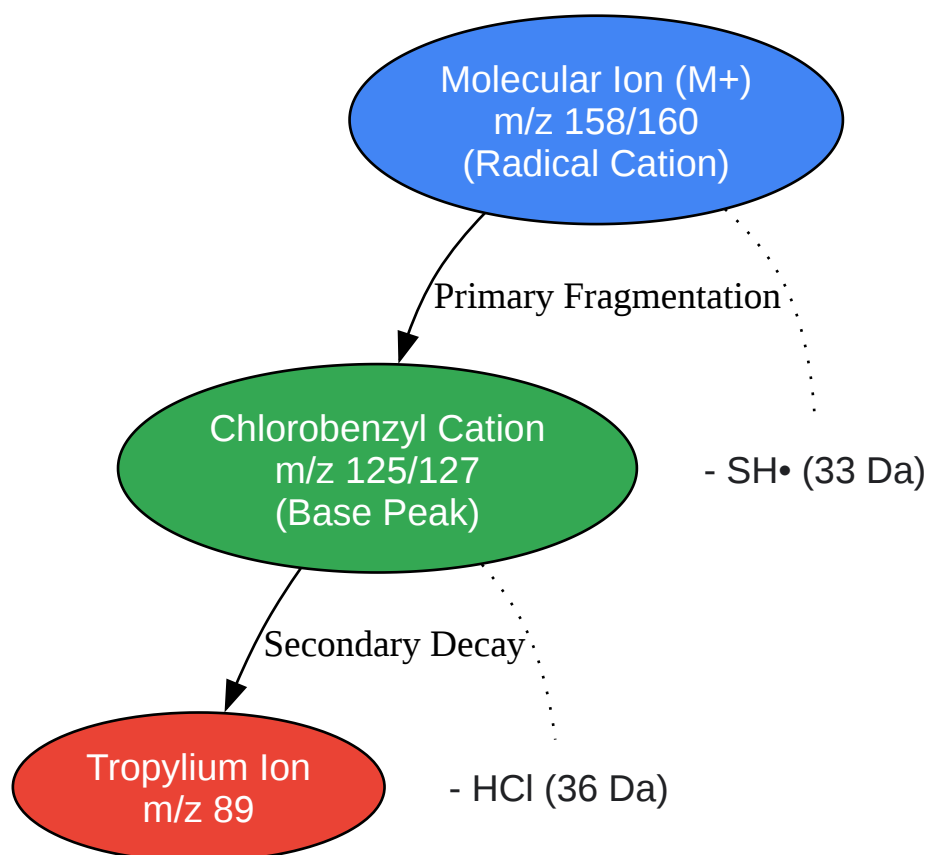 Molecular Ion (M+)
m/z 158/160
(Radical Cation)
Primary Fragmentation
Chlorobenzyl Cation
m/z 125/127
(Base Peak)
- SH• (33 Da)
Secondary Decay
Tropylium Ion
m/z 89
- HCl (36 Da)